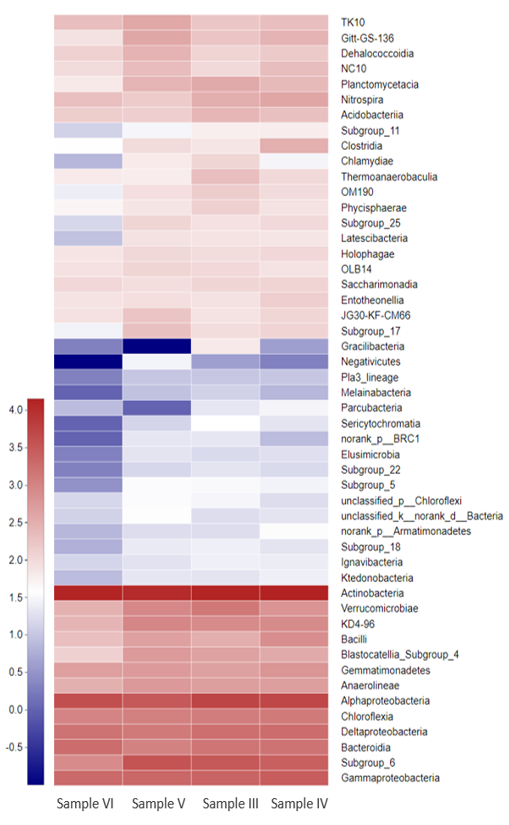 TK10
Gitt-GS-136
Dehalococcoidia
NC10
Planctomycetacia
Nitrospira
Acidobacteriia
Subgroup_11
Clostridia
Chlamydiae
Thermoanaerobaculia
OM190
Phycisphaerae
Subgroup_25
Latescibacteria
Holophagae
OLB14
Saccharimonadia
Entotheonellia
JG30-KF-CM66
Subgroup_17
Gracilibacteria
Negativicutes
Pla3_lineage
Melainabacteria
Parcubacteria
Sericytochromatia
norank_p__BRC1
Elusimicrobia
Subgroup_22
Subgroup_5
unclassified_p__Chloroflexi
unclassified_k__norank_d__Bacteria
norank_p__Armatimonadetes
Subgroup_18
Ignavibacteria
Ktedonobacteria
Actinobacteria
Verrucomicrobiae
KD4-96
Bacilli
Blastocatellia_Subgroup_4
Gemmatimonadetes
Anaerolineae
Alphaproteobacteria
Chloroflexia
Deltaproteobacteria
Bacteroidia
Subgroup_6
Gammaproteobacteria
4.0
3.5
3.0
2.5
2.0
1.5
1.0
0.5
0.0
-0.5
Sample VI Sample V Sample III Sample IV